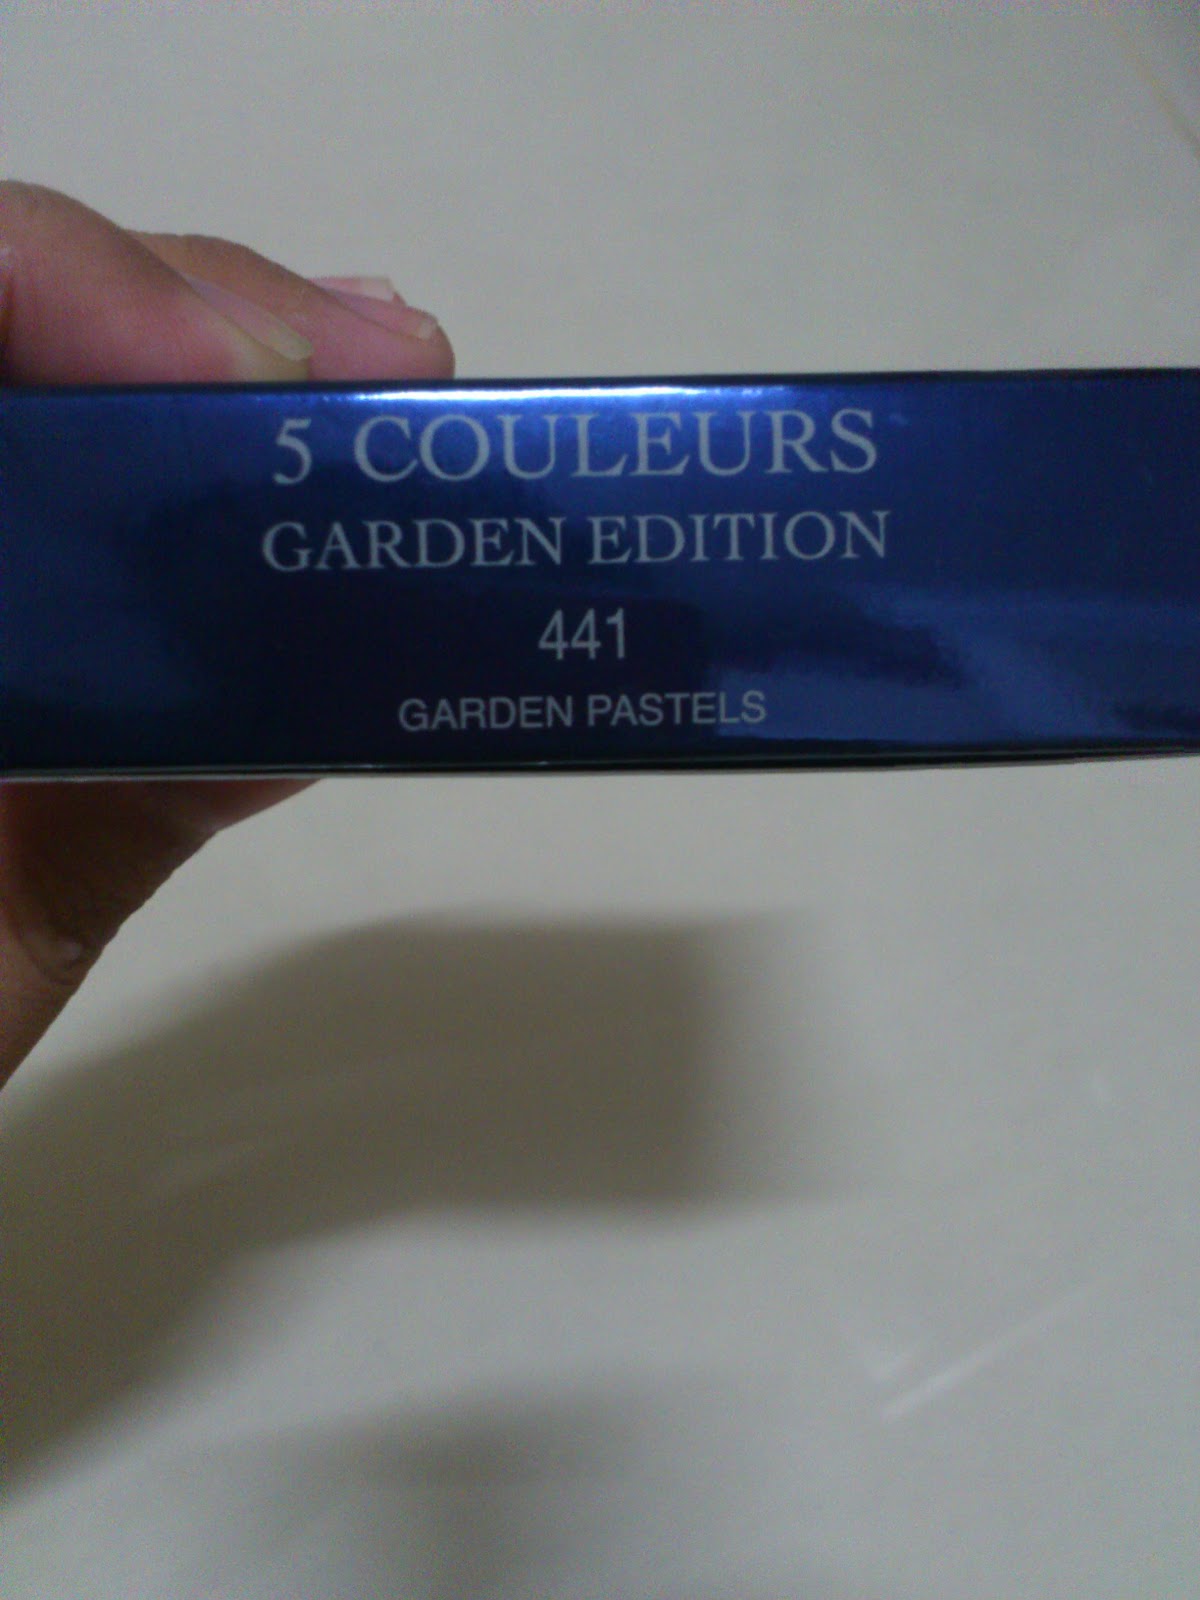 5 COULEURS
GARDEN EDITION
441
GARDEN PASTELS